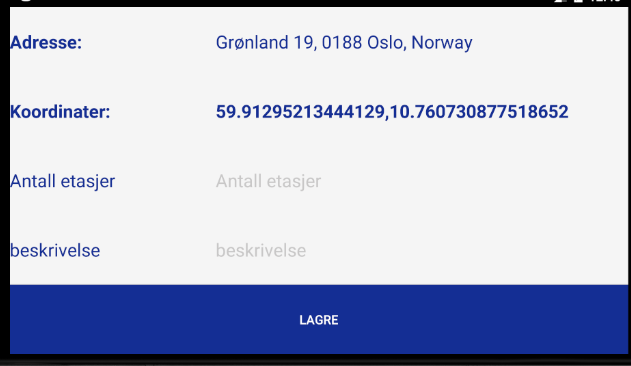 Adresse: Grønland 19, 0188 Oslo, Norway
Koordinater: 59.91295213444129,10.760730877518652
Antall etasjer Antall etasjer
beskrivelse beskrivelse
LAGRE